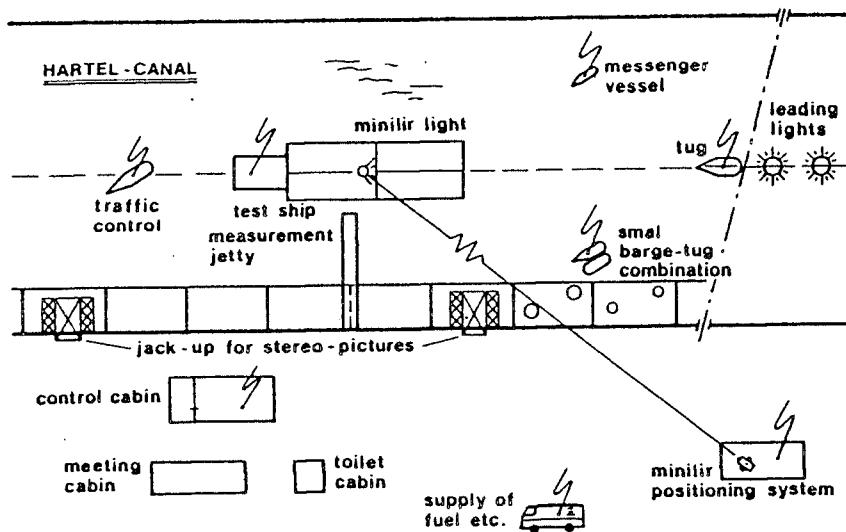 HARTEL-CANAL
messenger
vessel
minilir light
leading
lights
tug
traffic
control
test ship
measurement
jetty
smal
barge-tug
combination
jack-up for stereo-pictures
control cabin
meeting
cabin
toilet
cabin
minilir
positioning system
supply of
fuel etc.